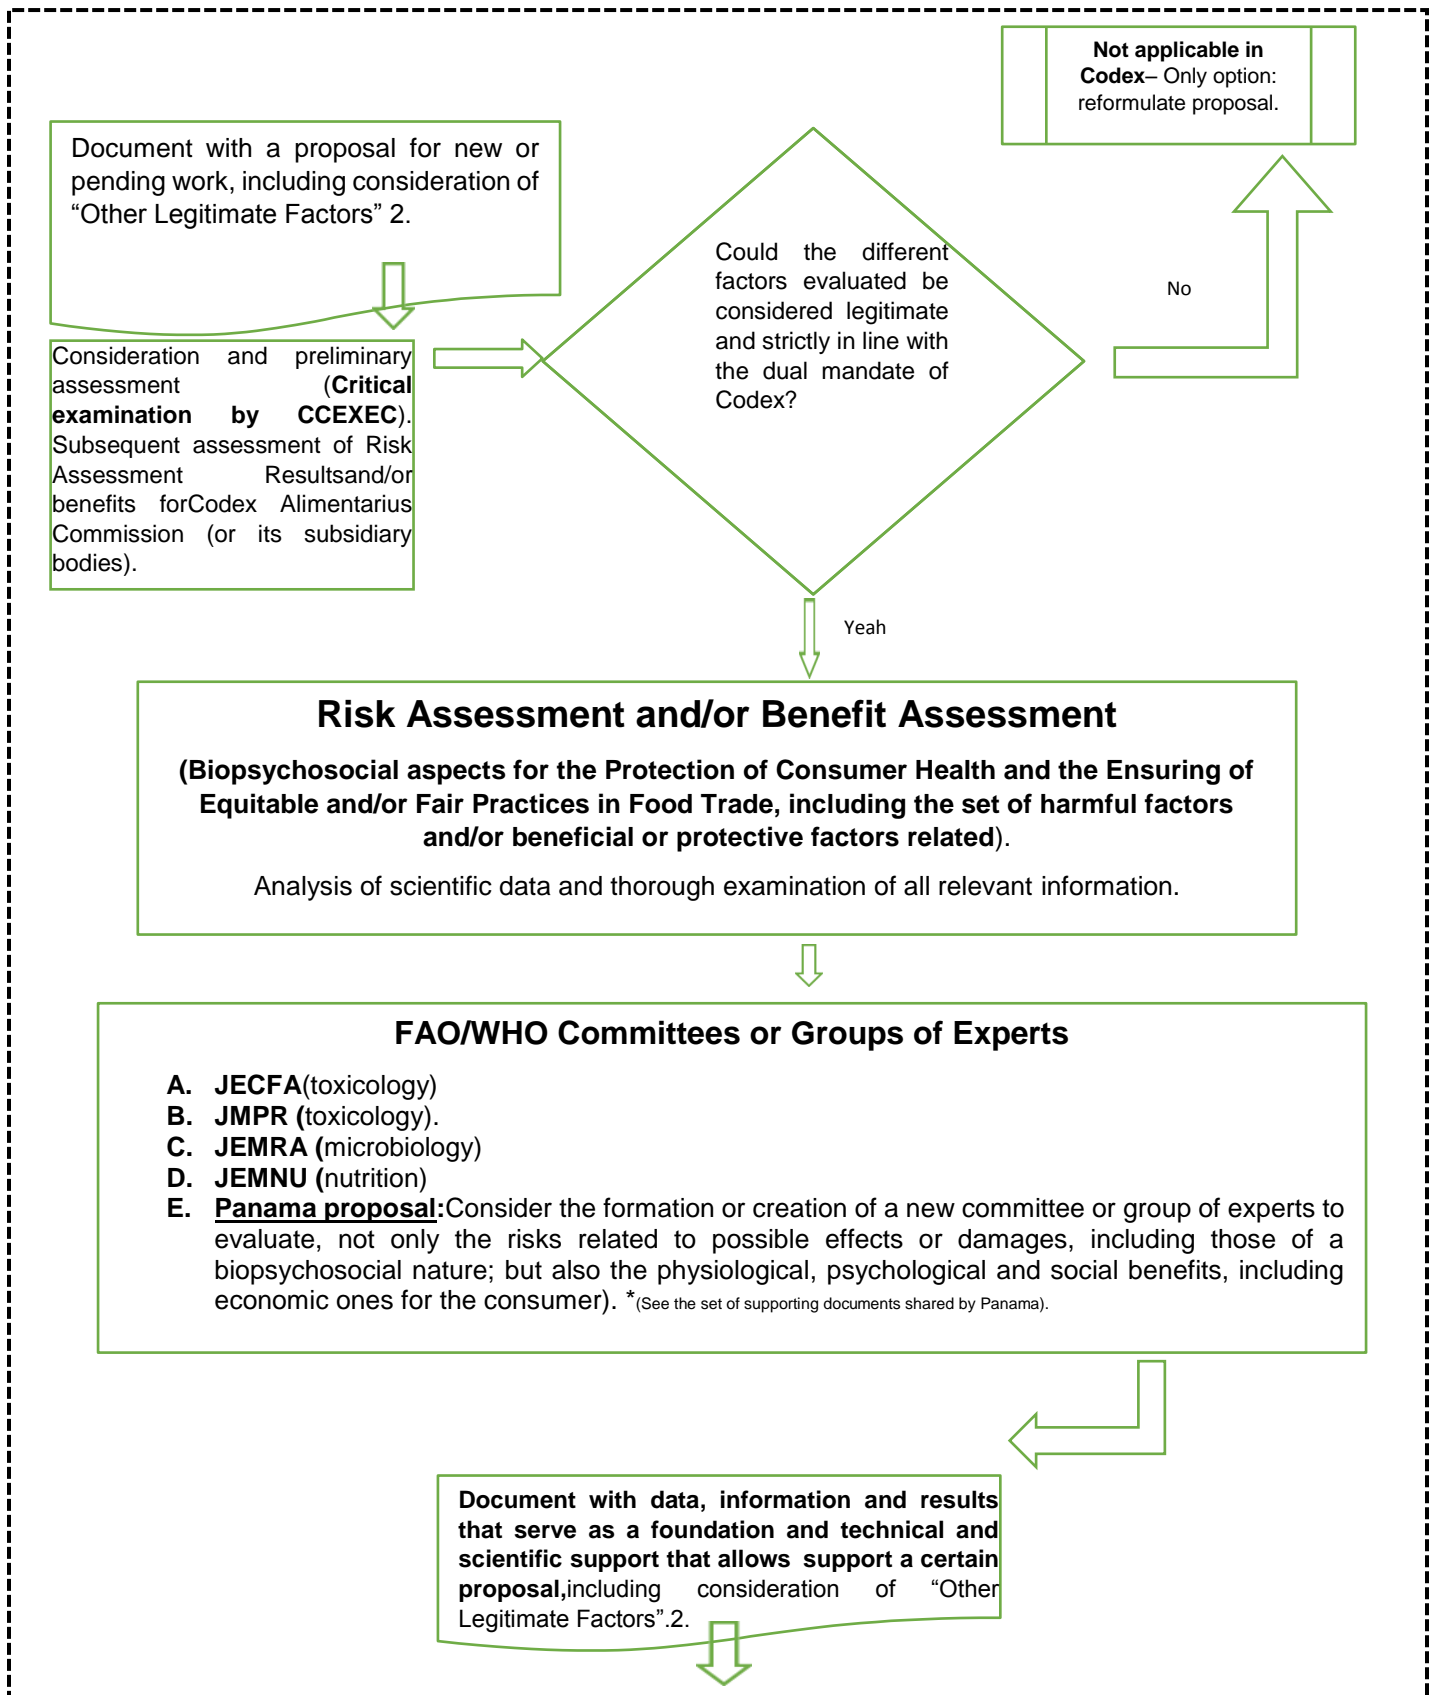 Not applicable in
Codex– Only option:
reformulate proposal.
Document with a proposal for new or
pending work, including consideration of
“Other Legitimate Factors” 2.
Could the different
factors evaluated be
considered legitimate
and strictly in line with
the dual mandate of
Codex?
No
Consideration and preliminary
assessment (Critical
examination by CCEXEC).
Subsequent assessment of Risk
Assessment Resultsand/or
benefits forCodex Alimentarius
Commission (or its subsidiary
bodies).
Yeah
Risk Assessment and/or Benefit Assessment
(Biopsychosocial aspects for the Protection of Consumer Health and the Ensuring of
Equitable and/or Fair Practices in Food Trade, including the set of harmful factors
and/or beneficial or protective factors related).
Analysis of scientific data and thorough examination of all relevant information.
FAO/WHO Committees or Groups of Experts
A. JECFA(toxicology)
B. JMPR (toxicology).
C. JEMRA (microbiology)
D. JEMNU (nutrition)
E. Panama proposal:Consider the formation or creation of a new committee or group of experts to
evaluate, not only the risks related to possible effects or damages, including those of a
biopsychosocial nature; but also the physiological, psychological and social benefits, including
economic ones for the consumer). *(See the set of supporting documents shared by Panama).
Document with data, information and results
that serve as a foundation and technical and
scientific support that allows support a certain
proposal,including consideration of “Other
Legitimate Factors”.2.